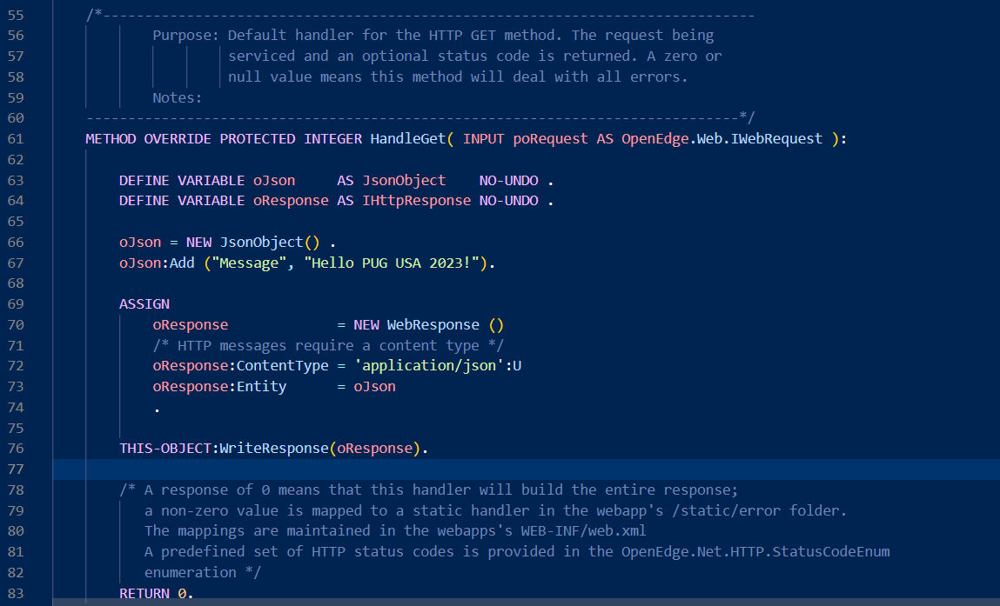 55 /*------------------------------------------------------------------------------
56 Purpose: Default handler for the HTTP GET method. The request being
57 serviced and an optional status code is returned. A zero or
58 null value means this method will deal with all errors.
59 Notes:
60 ------------------------------------------------------------------------------*/
61 METHOD OVERRIDE PROTECTED INTEGER HandleGet( INPUT poRequest AS OpenEdge.Web.IWebRequest ):
62
63 DEFINE VARIABLE oJson     AS JsonObject    NO-UNDO .
64 DEFINE VARIABLE oResponse AS IHttpResponse NO-UNDO .
65
66 oJson = NEW JsonObject() .
67 oJson:Add ("Message", "Hello PUG USA 2023!").
68
69 ASSIGN
70 oResponse             = NEW WebResponse ()
71 /* HTTP messages require a content type */
72 oResponse:ContentType = 'application/json':U
73 oResponse:Entity      = oJson
74 .
75
76 THIS-OBJECT:WriteResponse(oResponse).
77
78 /* A response of 0 means that this handler will build the entire response;
79 a non-zero value is mapped to a static handler in the webapp's /static/error folder.
80 The mappings are maintained in the webapps's WEB-INF/web.xml
81 A predefined set of HTTP status codes is provided in the OpenEdge.Net.HTTP.StatusCodeEnum
82 enumeration */
83 RETURN 0.